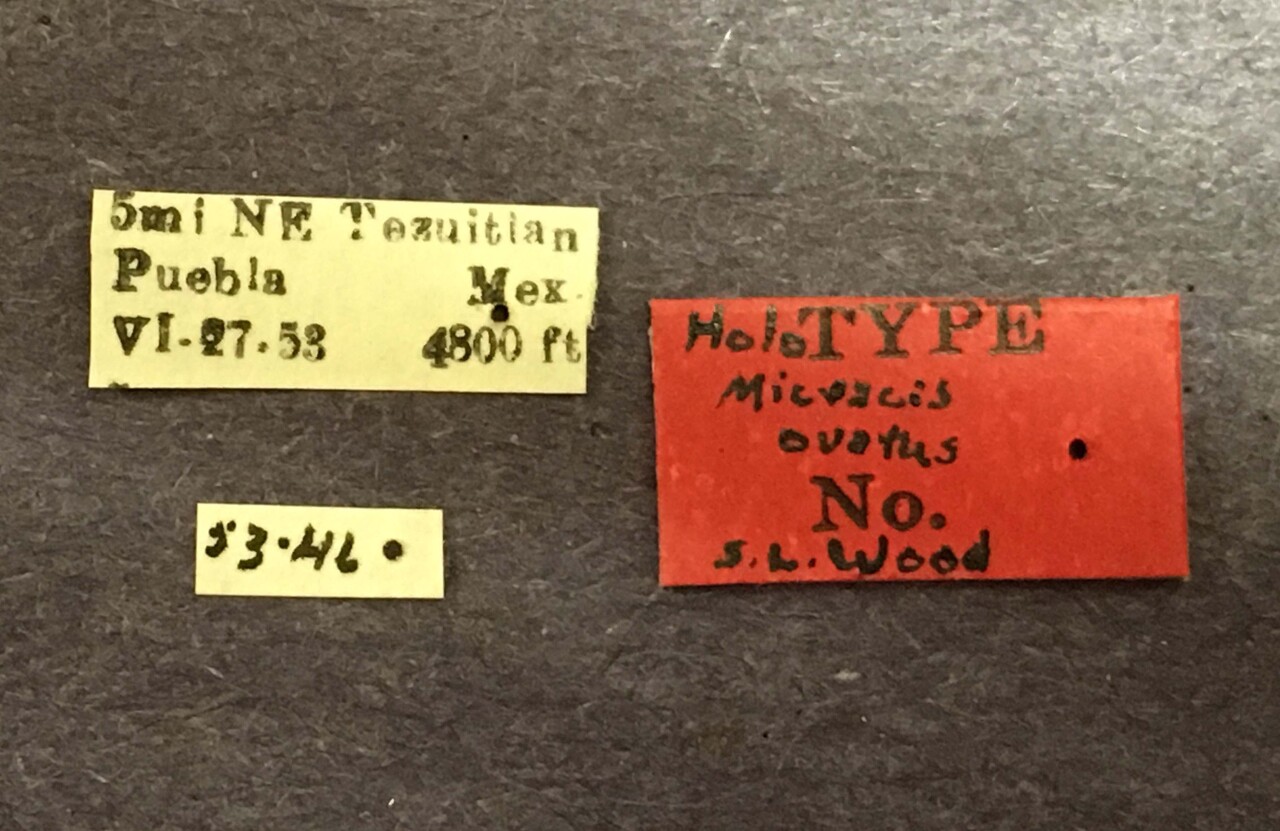 5mi NE Tezuitlan
Puebla Mex.
VI-27.53 4800 ft
53-46
HoloTYPE
Micracis
ovatus
No.
S.L. Wood